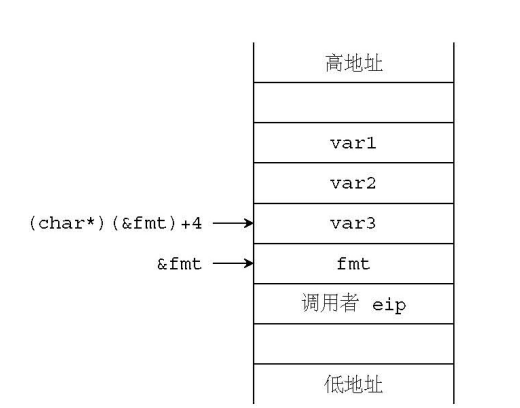 高地址
var1
var2
(char*)(&fmt)+4 var3
&fmt fmt
调用者 eip
低地址